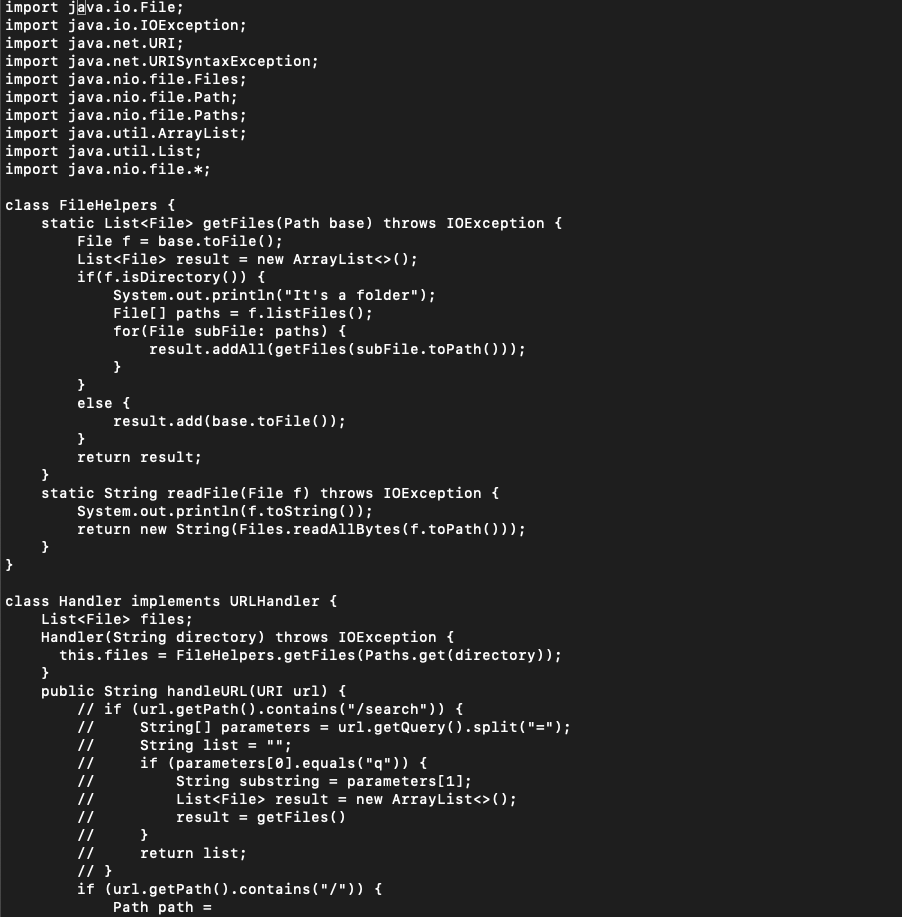 import java.io.File;
import java.io.IOException;
import java.net.URI;
import java.net.URISyntaxException;
import java.nio.file.Files;
import java.nio.file.Path;
import java.nio.file.Paths;
import java.util.ArrayList;
import java.util.List;
import java.nio.file.*;

class FileHelpers {
    static List<File> getFiles(Path base) throws IOException {
        File f = base.toFile();
        List<File> result = new ArrayList<>();
        if(f.isDirectory()) {
            System.out.println("It's a folder");
            File[] paths = f.listFiles();
            for(File subFile: paths) {
                result.addAll(getFiles(subFile.toPath()));
            }
        }
        else {
            result.add(base.toFile());
        }
        return result;
    }
    static String readFile(File f) throws IOException {
        System.out.println(f.toString());
        return new String(Files.readAllBytes(f.toPath()));
    }
}

class Handler implements URLHandler {
    List<File> files;
    Handler(String directory) throws IOException {
      this.files = FileHelpers.getFiles(Paths.get(directory));
    }
    public String handleURL(URI url) {
        // if (url.getPath().contains("/search")) {
        //     String[] parameters = url.getQuery().split("=");
        //     String list = "";
        //     if (parameters[0].equals("q")) {
        //         String substring = parameters[1];
        //         List<File> result = new ArrayList<>();
        //         result = getFiles()
        //     }
        //     return list;
        // }
        if (url.getPath().contains("/")) {
            Path path =